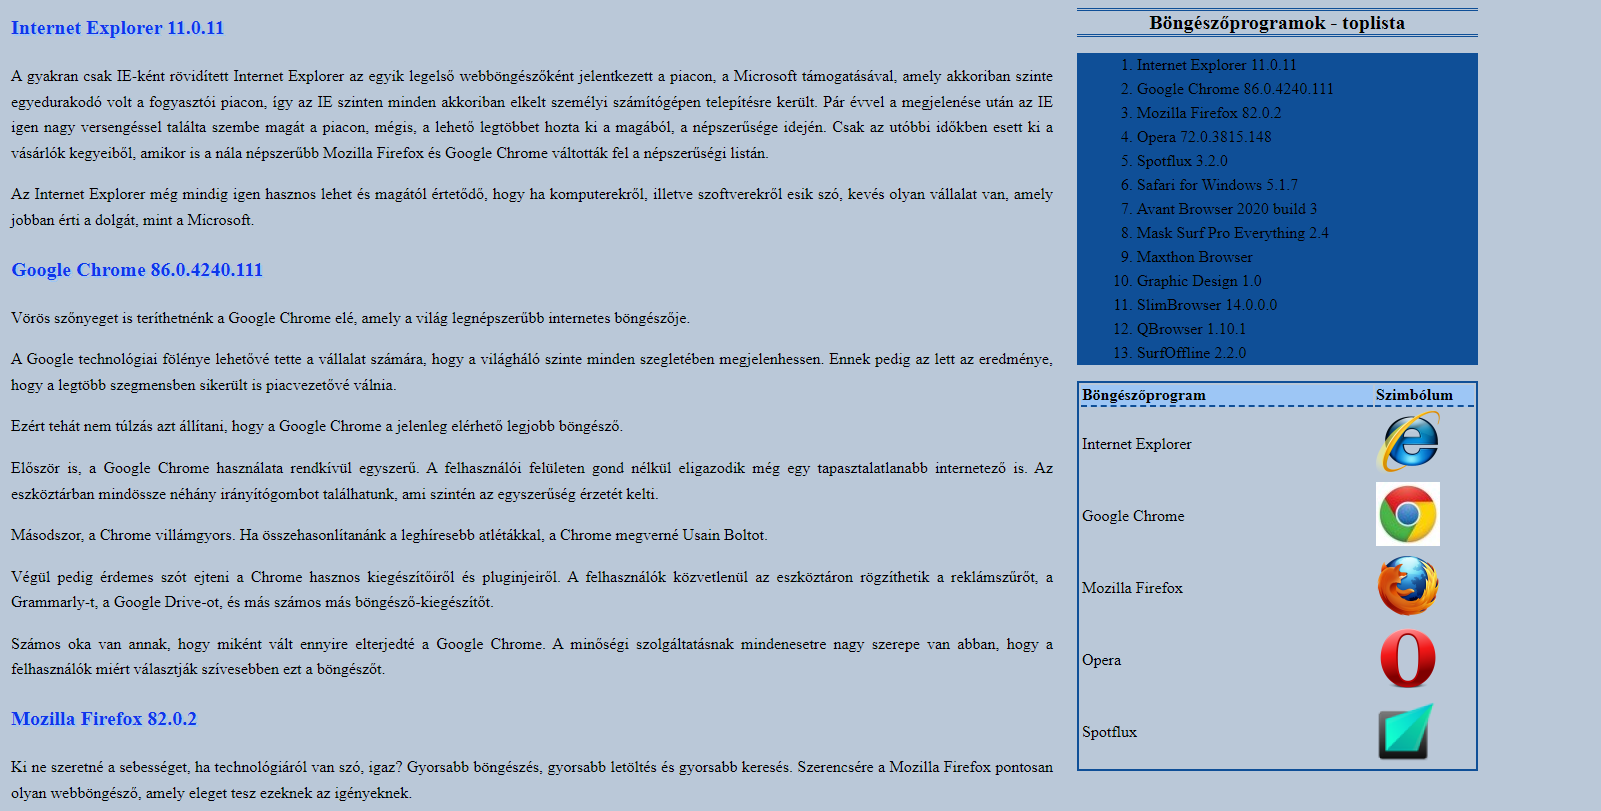 Internet Explorer 11.0.11
A gyakran csak IE-ként rövidített Internet Explorer az egyik legelső webböngészőként jelentkezett a piacon, a Microsoft támogatásával, amely akkoriban szinte
egyedurakodó volt a fogyasztói piacon, így az IE szinten minden akkoriban elkelt személyi számítógépen telepítésre került. Pár évvel a megjelenése után az IE
igen nagy versengéssel találta szembe magát a piacon, mégis, a lehető legtöbbet hozta ki a magából, a népszerűsége idején. Csak az utóbbi időkben esett ki a
vásárlók kegyeiből, amikor is a nála népszerűbb Mozilla Firefox és Google Chrome váltották fel a népszerűségi listán.
Az Internet Explorer még mindig igen hasznos lehet és magától értetődő, hogy ha komputerekről, illetve szoftverekről esik szó, kevés olyan vállalat van, amely
jobban érti a dolgát, mint a Microsoft.
Google Chrome 86.0.4240.111
Vörös szőnyeget is teríthetnénk a Google Chrome elé, amely a világ legnépszerűbb internetes böngészője.
A Google technológiai fölénye lehetővé tette a vállalat számára, hogy a világháló szinte minden szegletében megjelenhessen. Ennek pedig az lett az eredménye,
hogy a legtöbb szegmensben sikerült is piacvezetővé válnia.
Ezért tehát nem túlzás azt állítani, hogy a Google Chrome a jelenleg elérhető legjobb böngésző.
Először is, a Google Chrome használata rendkívül egyszerű. A felhasználói felületen gond nélkül eligazodik még egy tapasztalatlanabb internetező is. Az
eszköztárban mindössze néhány irányítógombot találhatunk, ami szintén az egyszerűség érzetét kelti.
Másodszor, a Chrome villámgyors. Ha összehasonlítanánk a leghíresebb atlétákkal, a Chrome megverné Usain Boltot.
Végül pedig érdemes szót ejteni a Chrome hasznos kiegészítőiről és pluginjeiről. A felhasználók közvetlenül az eszköztáron rögzíthetik a reklámszűrőt, a
Grammarly-t, a Google Drive-ot, és más számos más böngésző-kiegészítőt.
Számos oka van annak, hogy miként vált ennyire elterjedté a Google Chrome. A minőségi szolgáltatásnak mindenesetre nagy szerepe van abban, hogy a
felhasználók miért választják szívesebben ezt a böngészőt.
Mozilla Firefox 82.0.2
Ki ne szeretné a sebességet, ha technológiáról van szó, igaz? Gyorsabb böngészés, gyorsabb letöltés és gyorsabb keresés. Szerencsére a Mozilla Firefox pontosan
olyan webböngésző, amely eleget tesz ezeknek az igényeknek.
Böngészőprogramok - toplista
1. Internet Explorer 11.0.11
2. Google Chrome 86.0.4240.111
3. Mozilla Firefox 82.0.2
4. Opera 72.0.3815.148
5. Spotflux 3.2.0
6. Safari for Windows 5.1.7
7. Avant Browser 2020 build 3
8. Mask Surf Pro Everything 2.4
9. Maxthon Browser
10. Graphic Design 1.0
11. SlimBrowser 14.0.0.0
12. QBrowser 1.10.1
13. SurfOffline 2.2.0
Böngészőprogram Szimbólum
Internet Explorer
Google Chrome
Mozilla Firefox
Opera
Spotflux